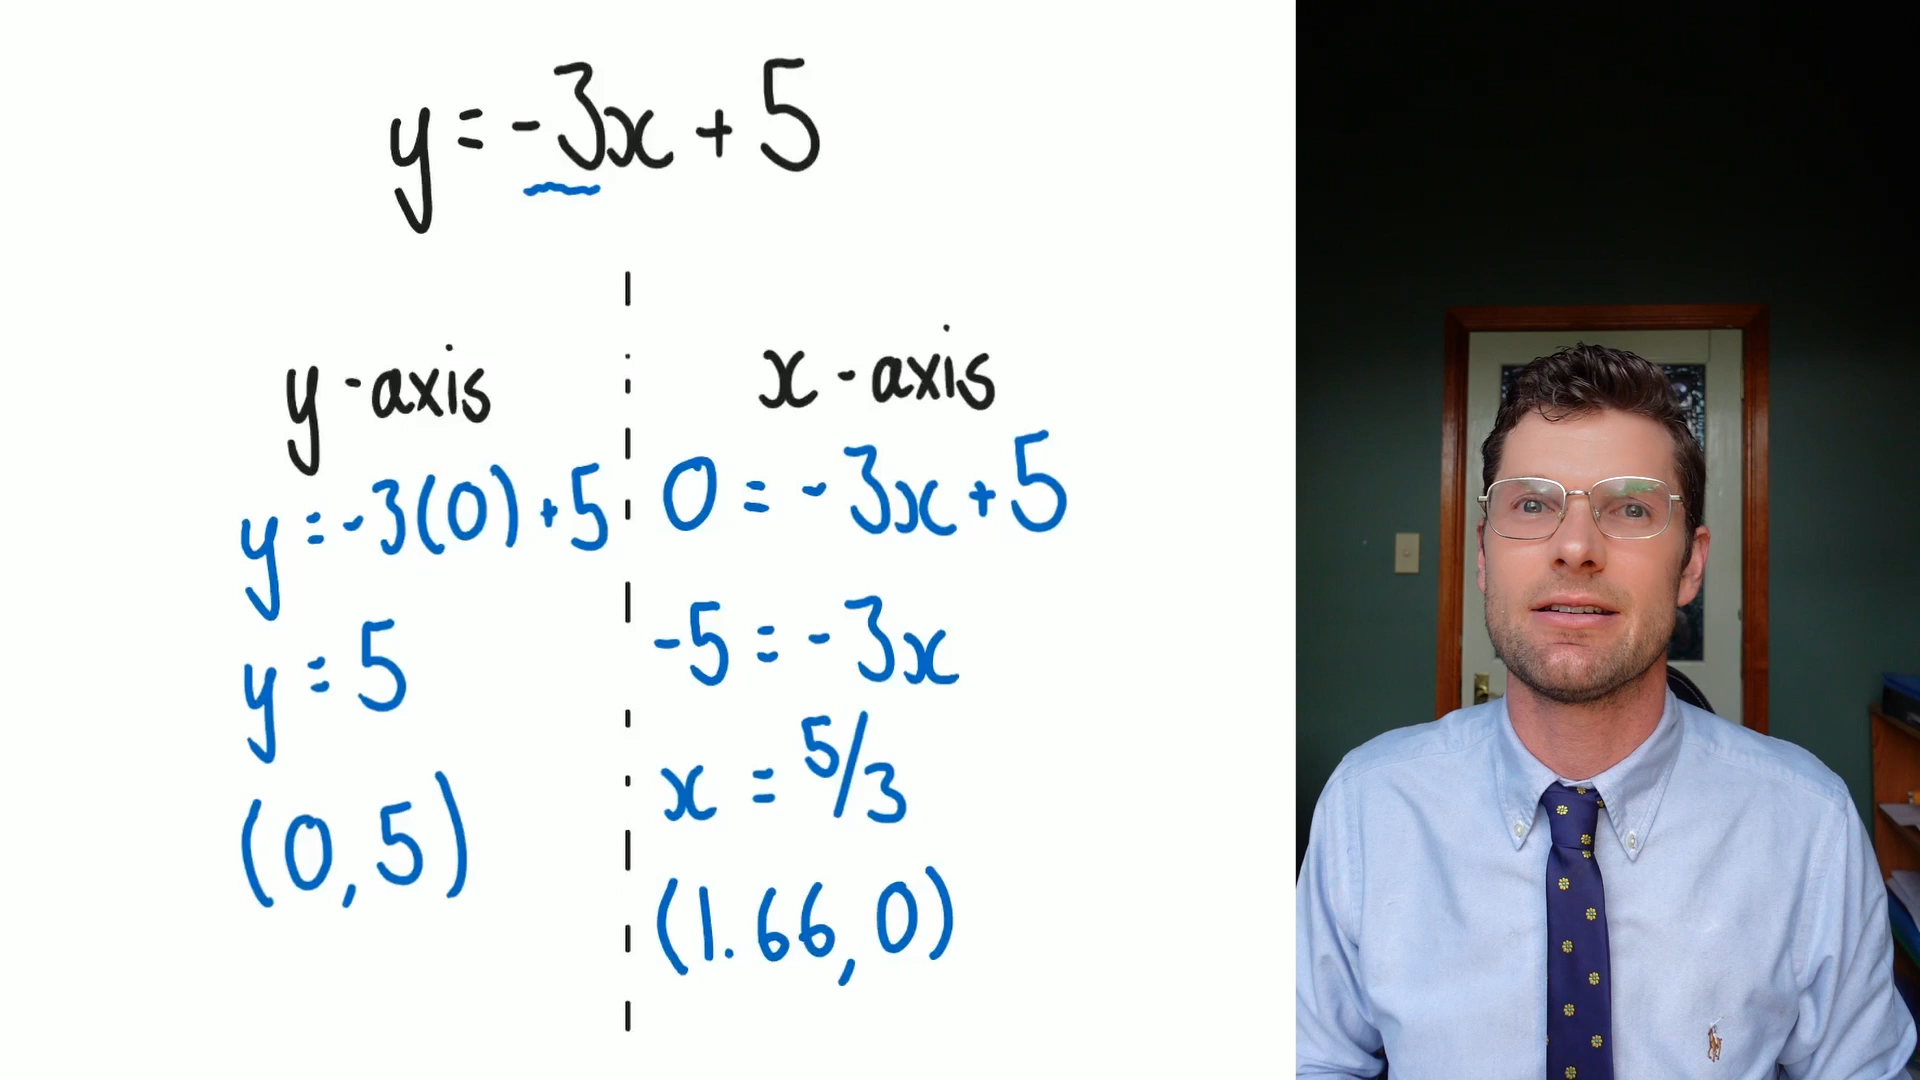 y = -3x + 5
y-axis
y = -3(0) + 5
y = 5
(0, 5)
x-axis
0 = -3x + 5
-5 = -3x
x = 5/3
(1.66, 0)